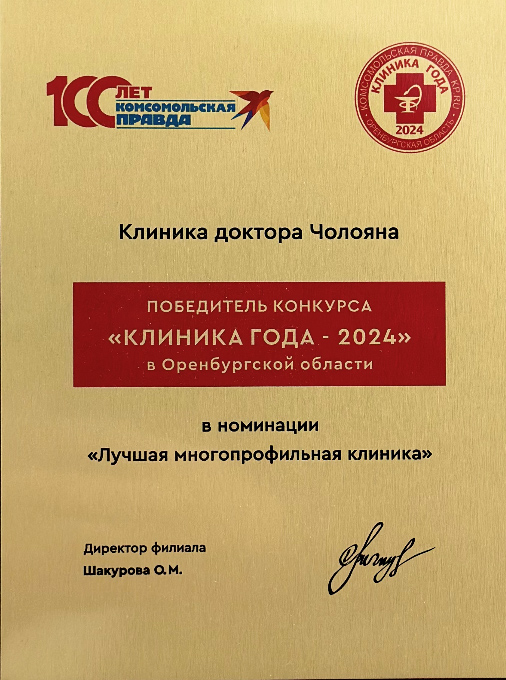 100 ЛЕТ
КОМСОМОЛЬСКАЯ
ПРАВДА
КОМСОМОЛЬСКАЯ ПРАВДА KP.RU
КЛИНИКА ГОДА
2024
ОРЕНБУРГСКАЯ ОБЛАСТЬ
Клиника доктора Чолояна
ПОБЕДИТЕЛЬ КОНКУРСА
«КЛИНИКА ГОДА - 2024»
в Оренбургской области
в номинации
«Лучшая многопрофильная клиника»
Директор филиала
Шакурова О.М.